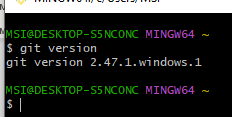 MSI@DESKTOP-S5NCONC MINGW64 ~
$ git version
git version 2.47.1.windows.1
MSI@DESKTOP-S5NCONC MINGW64 ~
$